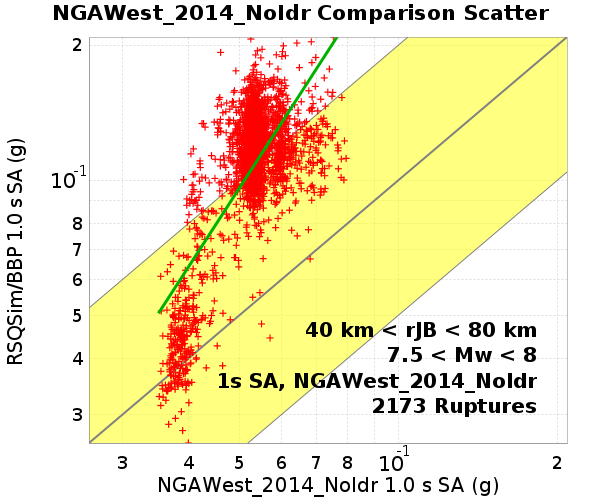 NGAWest_2014_NoIdr Comparison Scatter
RSQSim/BBP 1.0 s SA (g)
2
10-1
8
7
6
5
4
3
40 km < rJB < 80 km
7.5 < Mw < 8
1s SA, NGAWest_2014_NoIdr
2173 Ruptures
3 4 5 6 7 8 10-1 2
NGAWest_2014_NoIdr 1.0 s SA (g)